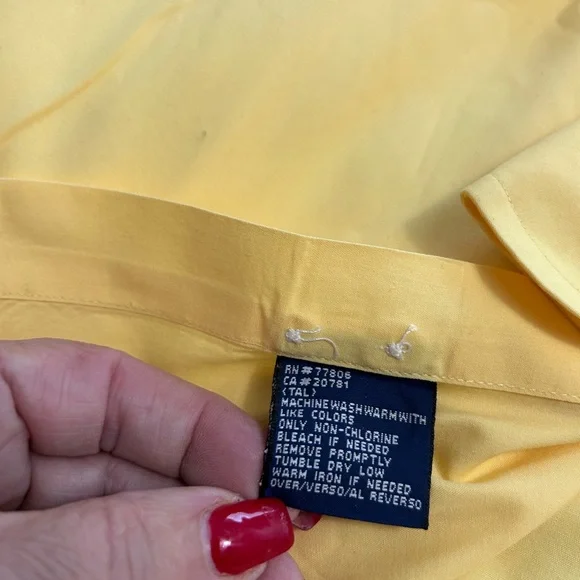 RN#77806
CA#20781
(TAL)
MACHINE WASH WARM WITH
LIKE COLORS
ONLY NON-CHLORINE
BLEACH IF NEEDED
REMOVE PROMPTLY
TUMBLE DRY LOW
WARM IRON IF NEEDED
OVER/VERSO/AL REVERSO